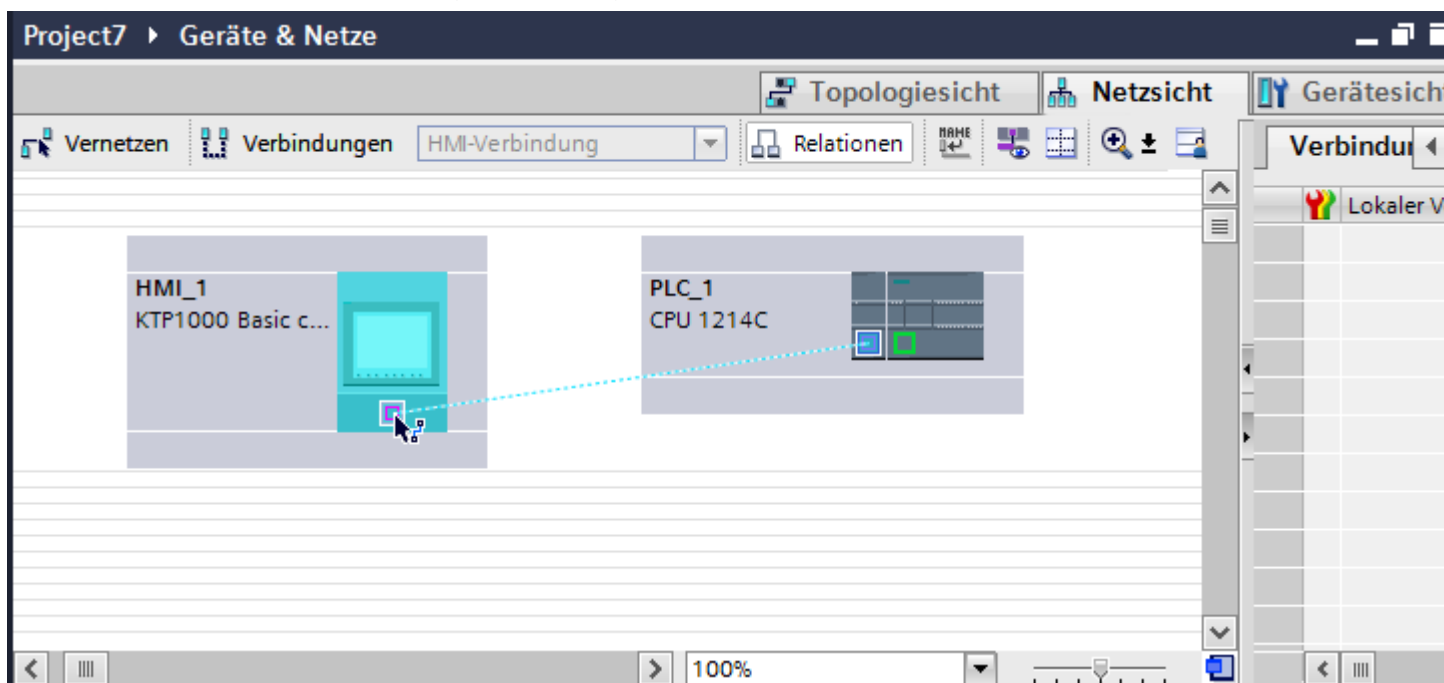 Project7 ▸ Geräte & Netze
Topologiesicht Netzsicht Gerätesicht
Vernetzen Verbindungen HMI-Verbindung Relationen NAME
Verbindu
Lokaler V
HMI_1
KTP1000 Basic c...
PLC_1
CPU 1214C
100%